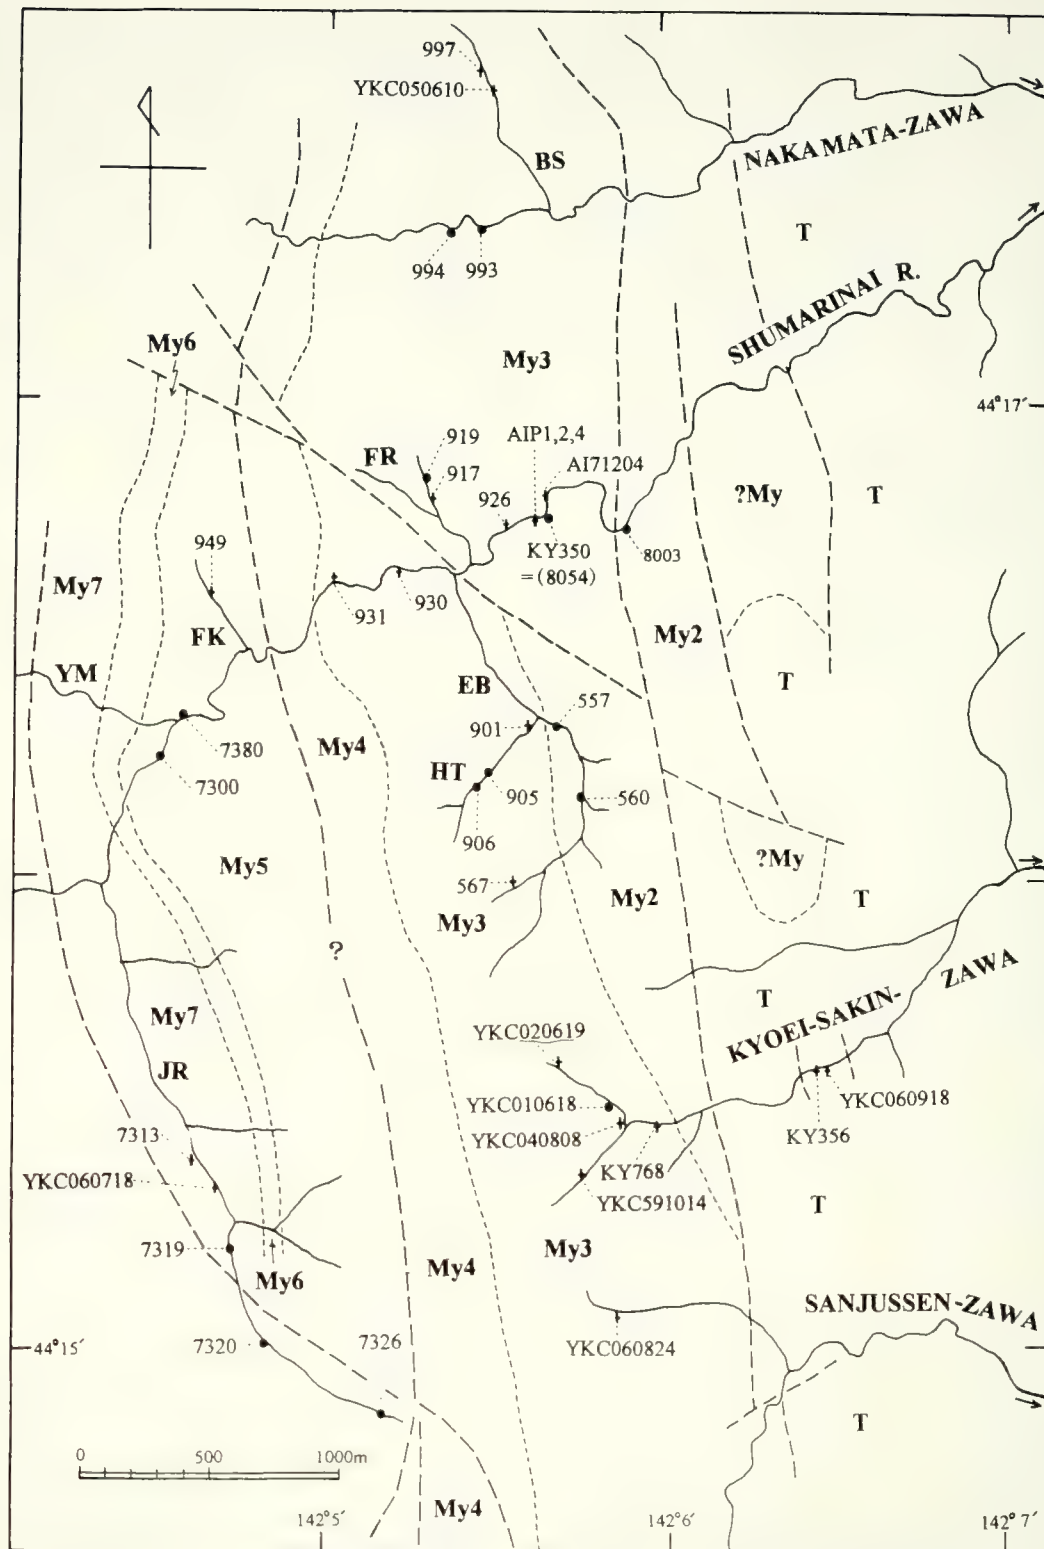 997
YKC050610
BS
NAKAMATA-ZAWA
T
994
993
SHUMARINAI R.
My6
My3
44°17′
919
AIP1,2,4
FR
917
AI71204
926
?My
T
949
KY350
=(8054)
8003
My7
931
930
FK
My2
YM
EB
557
T
901
7380
My4
HT
7300
905
560
906
?My
My5
567
My3
My2
T
?
T
KYOEI-SAKIN-ZAWA
My7
YKC020619
JR
YKC010618
YKC060918
YKC040808
7313
KY768
KY356
YKC060718
YKC591014
T
7319
My3
My6
My4
SANJUSSEN-ZAWA
44°15′
7320
7326
YKC060824
T
0
500
1000m
My4
142°5′
142°6′
142°7′